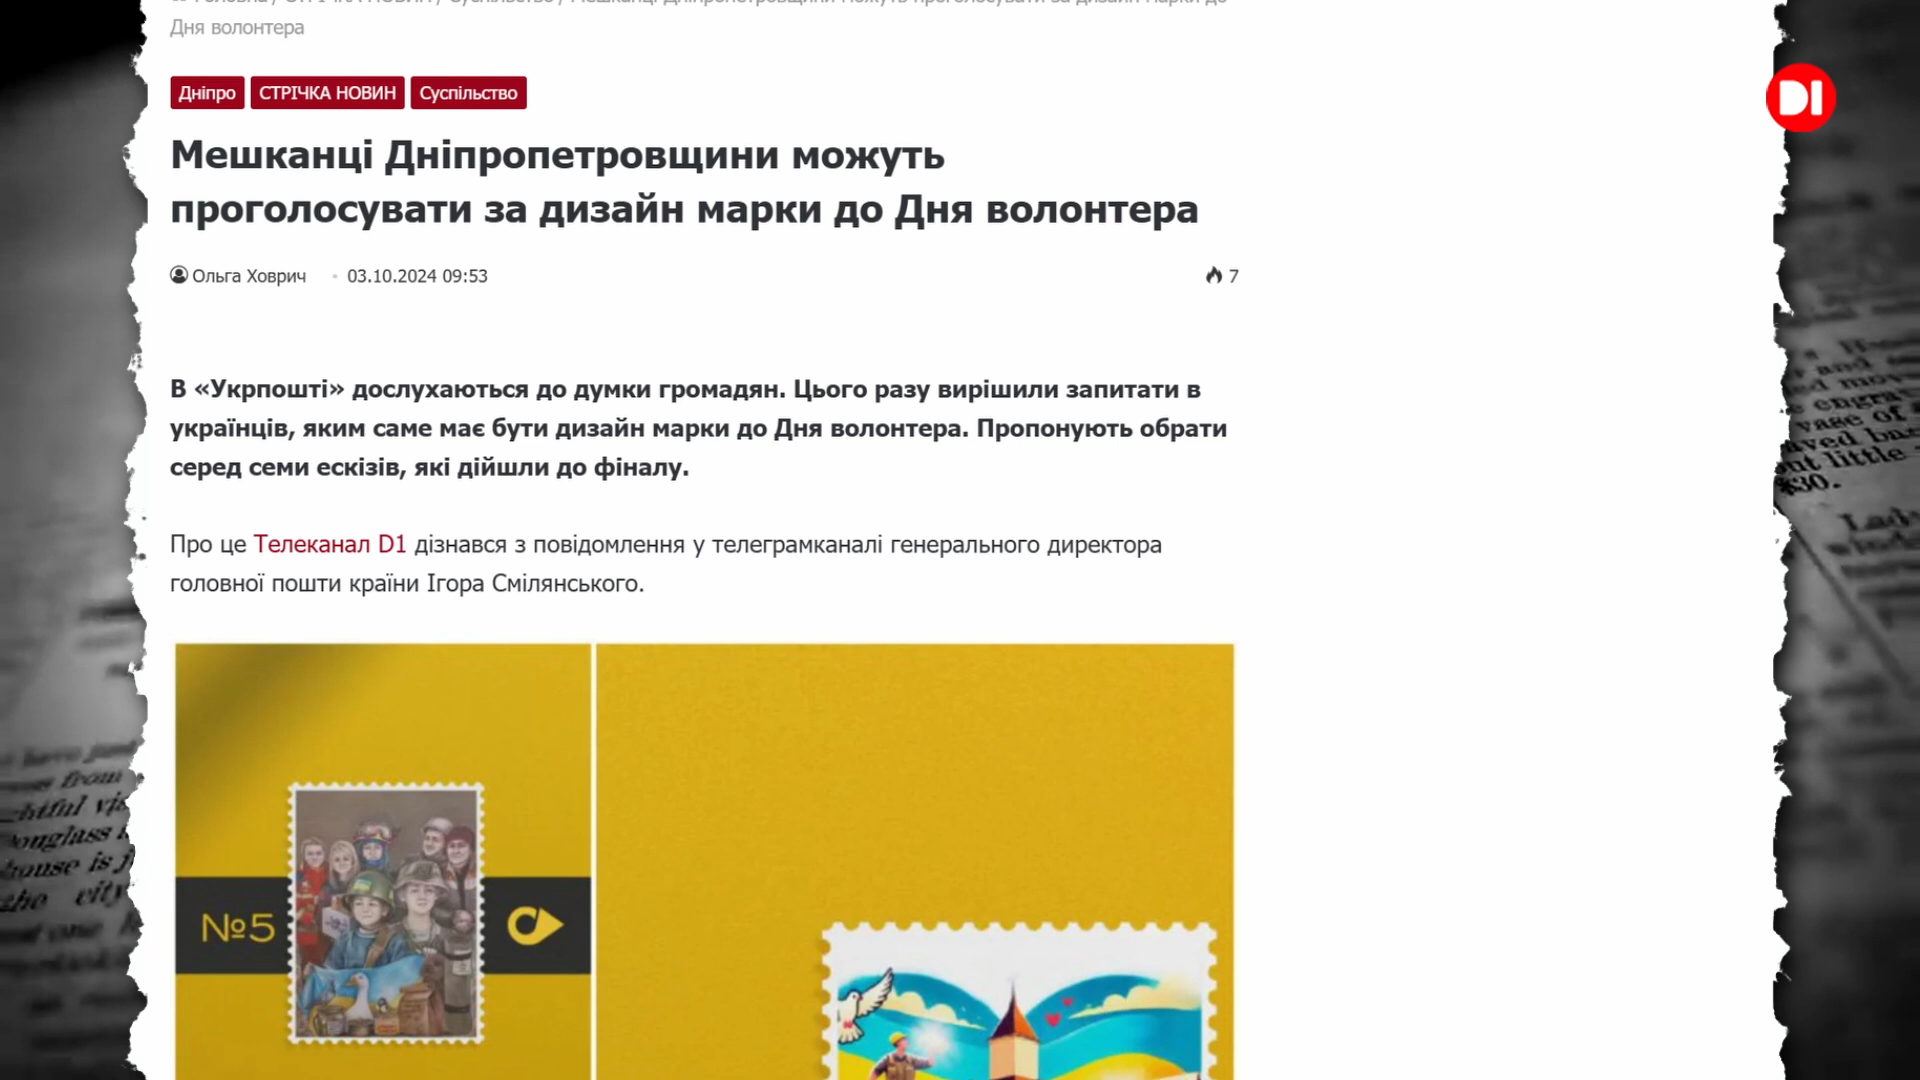 Дня волонтера
Дніпро СТРІЧКА НОВИН Суспільство
DI
Мешканці Дніпропетровщини можуть
проголосувати за дизайн марки до Дня волонтера
Ольга Ховрич • 03.10.2024 09:53 7
В «Укрпошті» дослухаються до думки громадян. Цього разу вирішили запитати в
українців, яким саме має бути дизайн марки до Дня волонтера. Пропонують обрати
серед семи ескізів, які дійшли до фіналу.
Про це Телеканал D1 дізнався з повідомлення у телеграмканалі генерального директора
головної пошти країни Ігора Смілянського.
№5